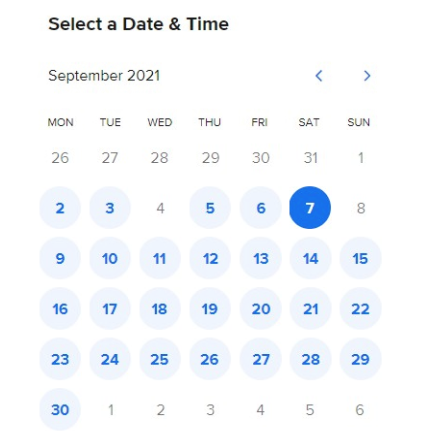 Select a Date & Time
September 2021
MON TUE WED THU FRI SAT SUN
26 27 28 29 30 31 1
2 3 4 5 6 7 8
9 10 11 12 13 14 15
16 17 18 19 20 21 22
23 24 25 26 27 28 29
30 1 2 3 4 5 6